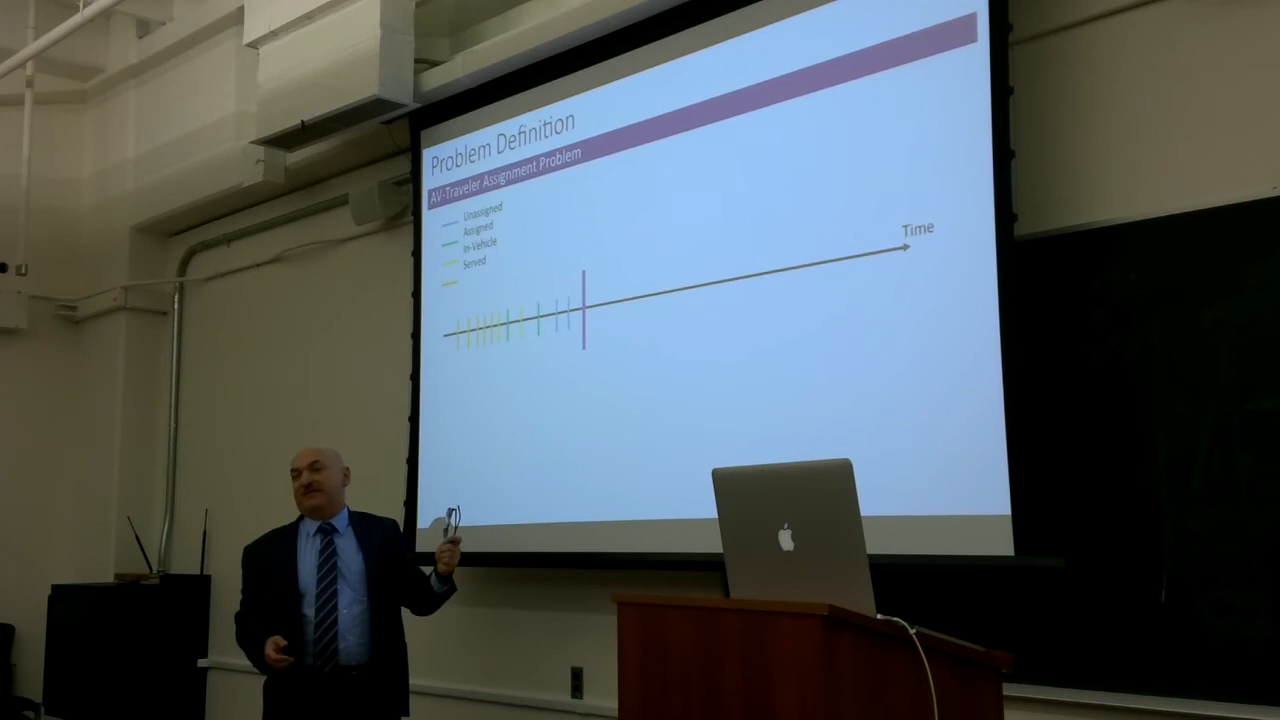 Problem Definition
AV-Traveler Assignment Problem
Unassigned
Assigned
In-Vehicle
Served
Time